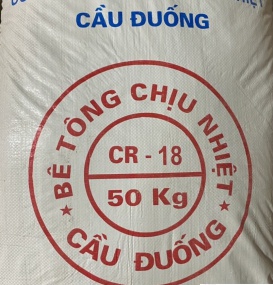 CẦU ĐUỐNG
BÊ TÔNG CHỊU NHIỆT
CR - 18
50 Kg
★ CẦU ĐUỐNG ★